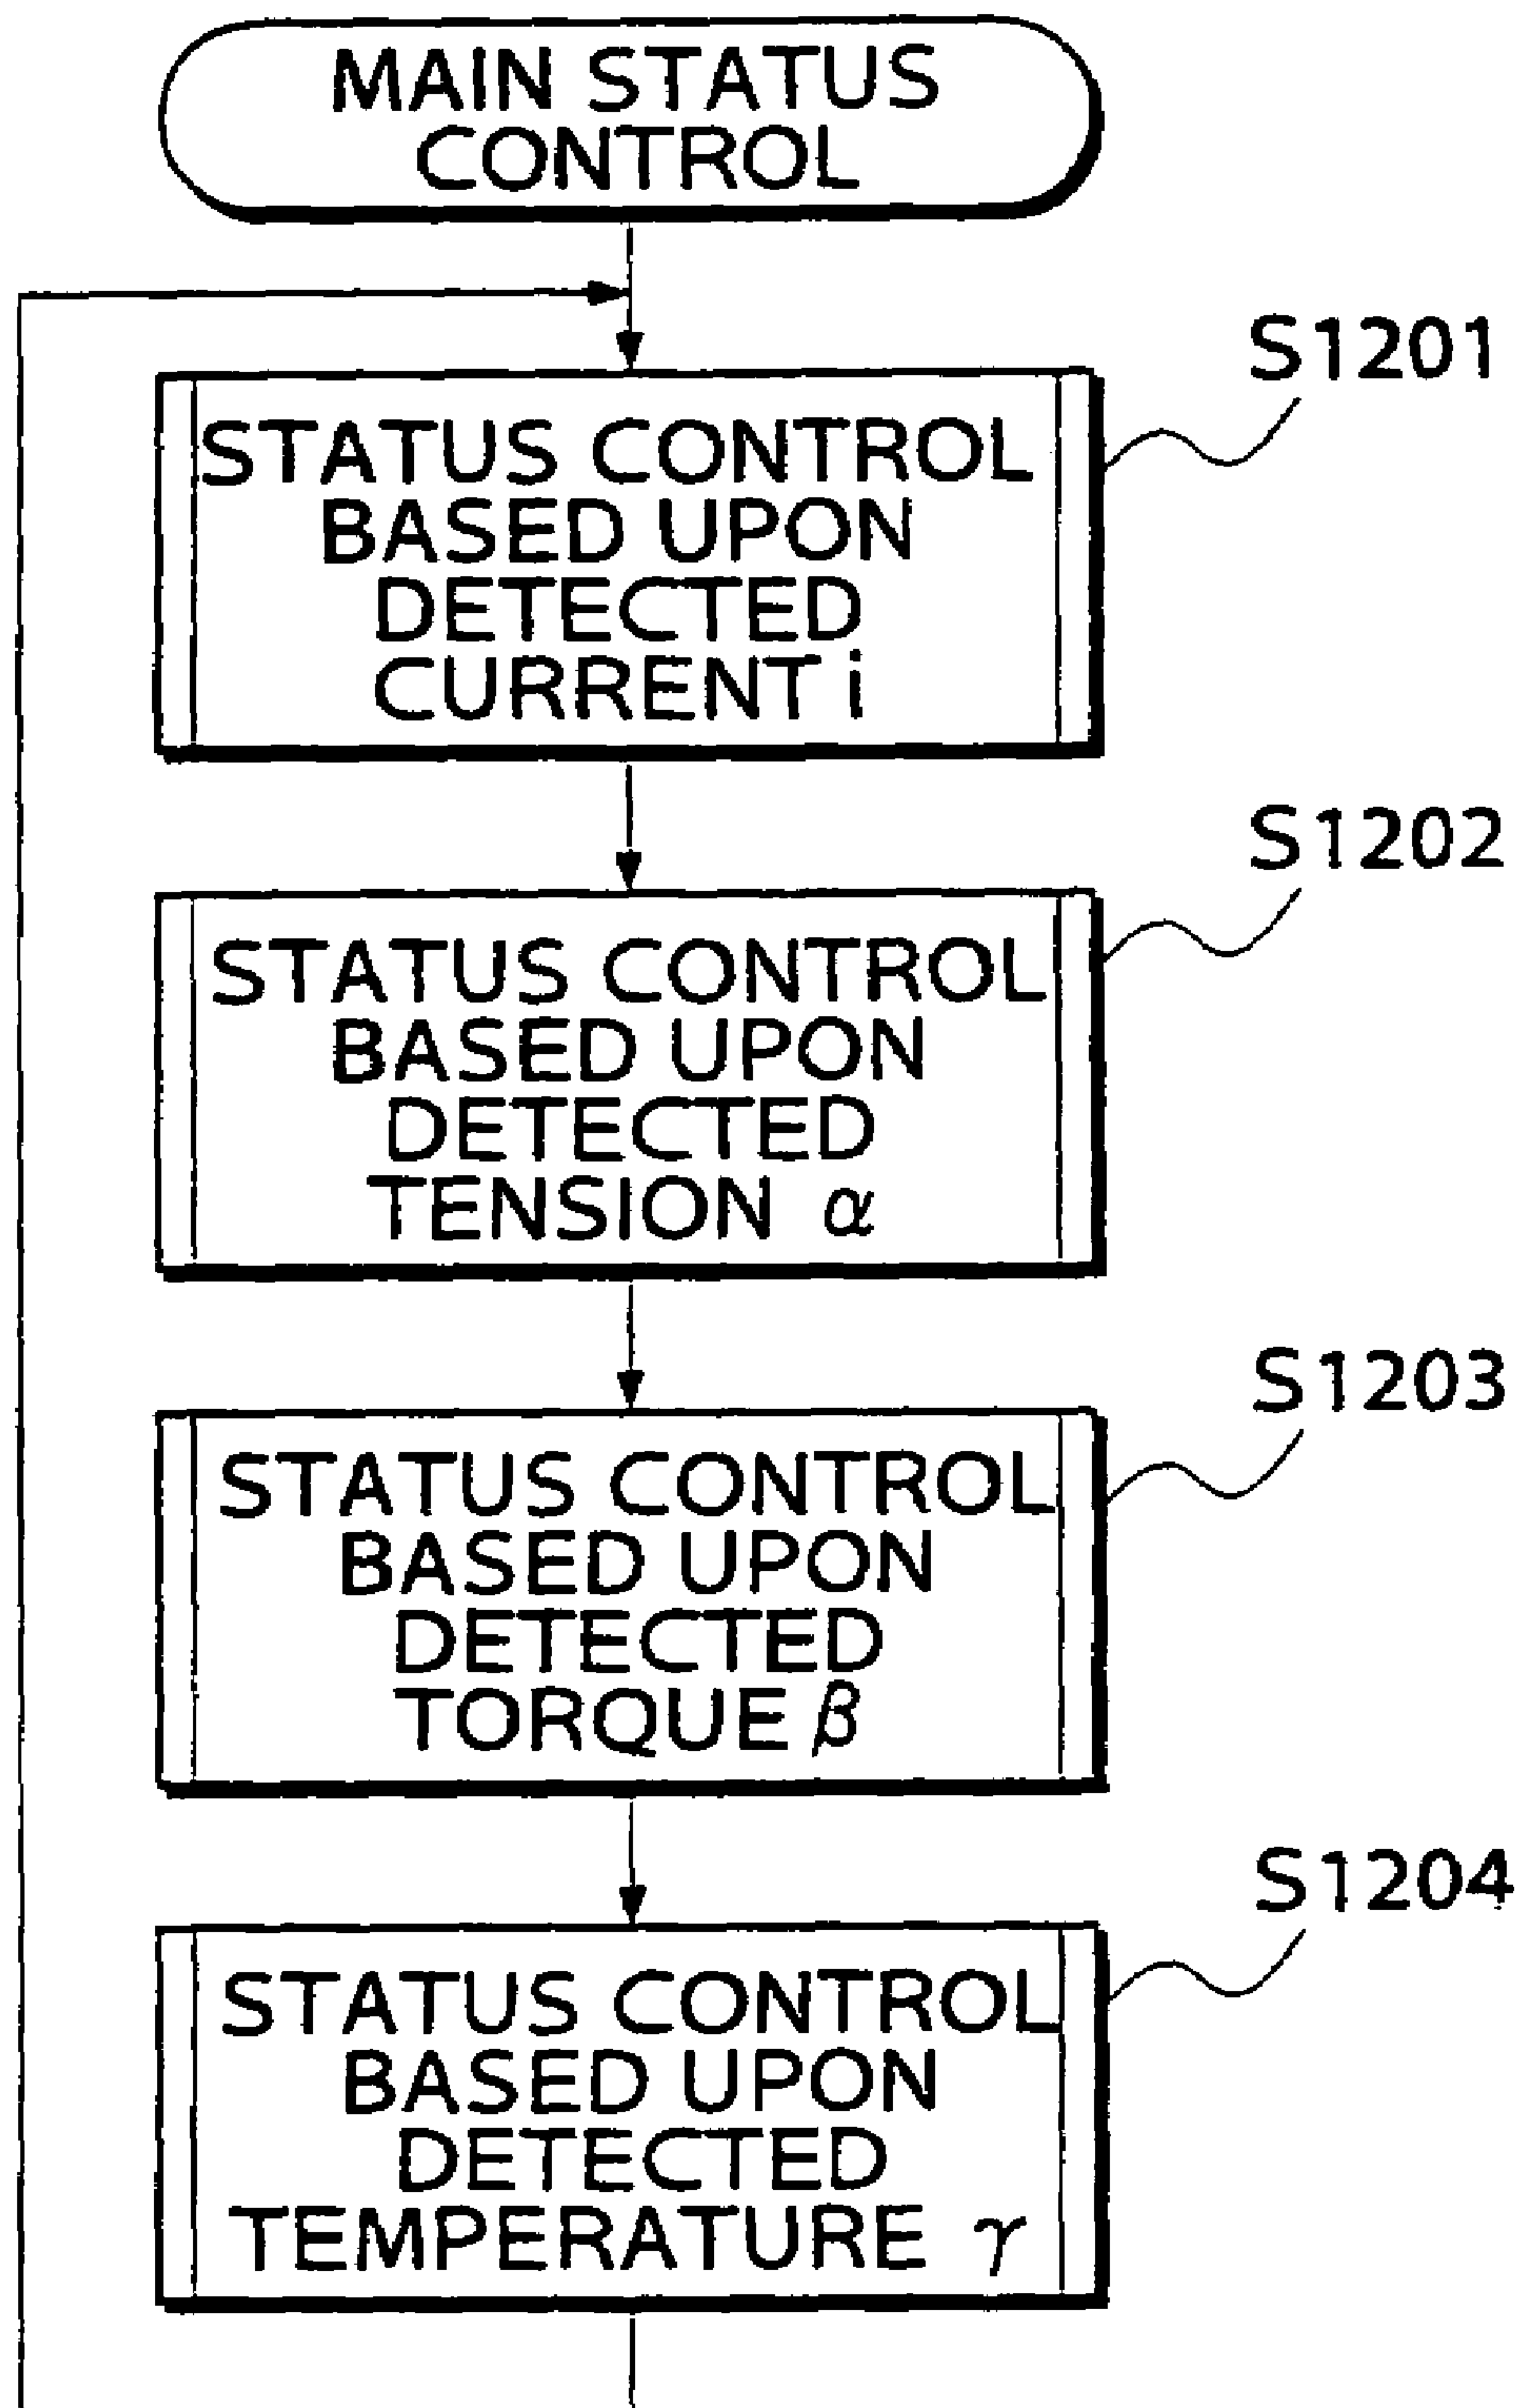 MAIN STATUS
CONTROL
S1201
STATUS CONTROL
BASED UPON
DETECTED
CURRENT i
S1202
STATUS CONTROL
BASED UPON
DETECTED
TENSION α
S1203
STATUS CONTROL
BASED UPON
DETECTED
TORQUE β
S1204
STATUS CONTROL
BASED UPON
DETECTED
TEMPERATURE γ